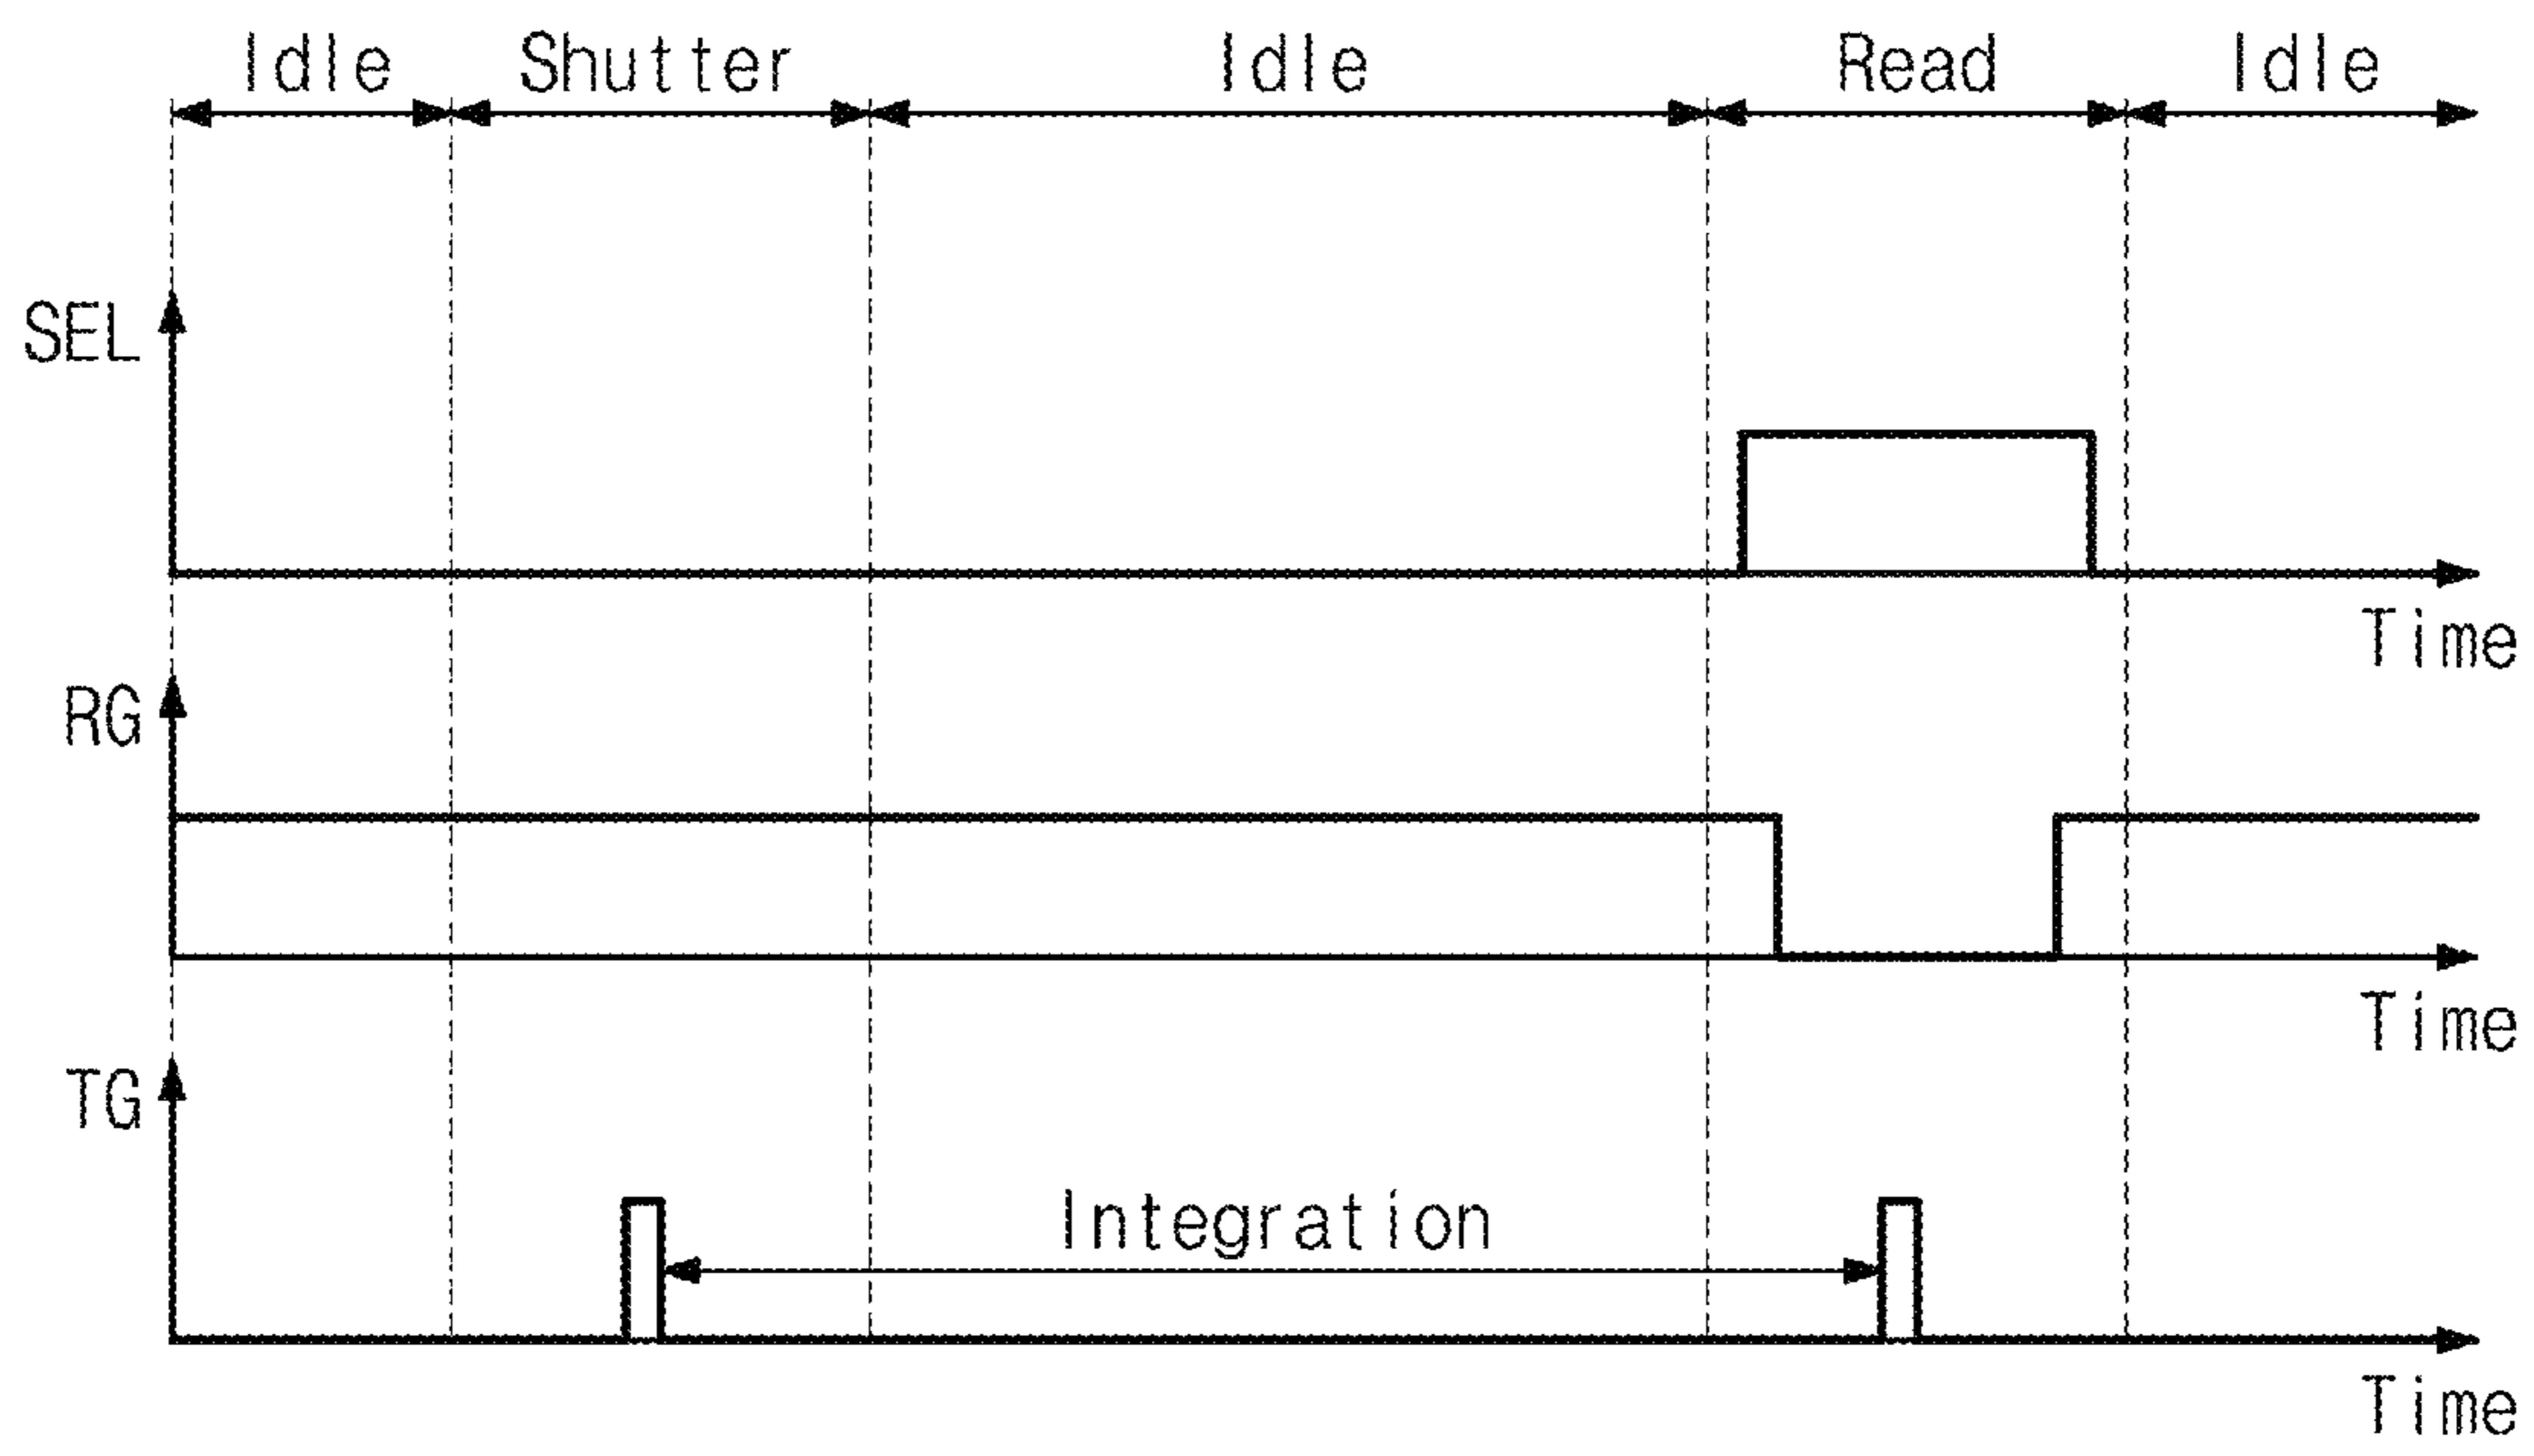 Idle Shutter Idle Read Idle
SEL
Time
RG
Time
TG
Integration
Time